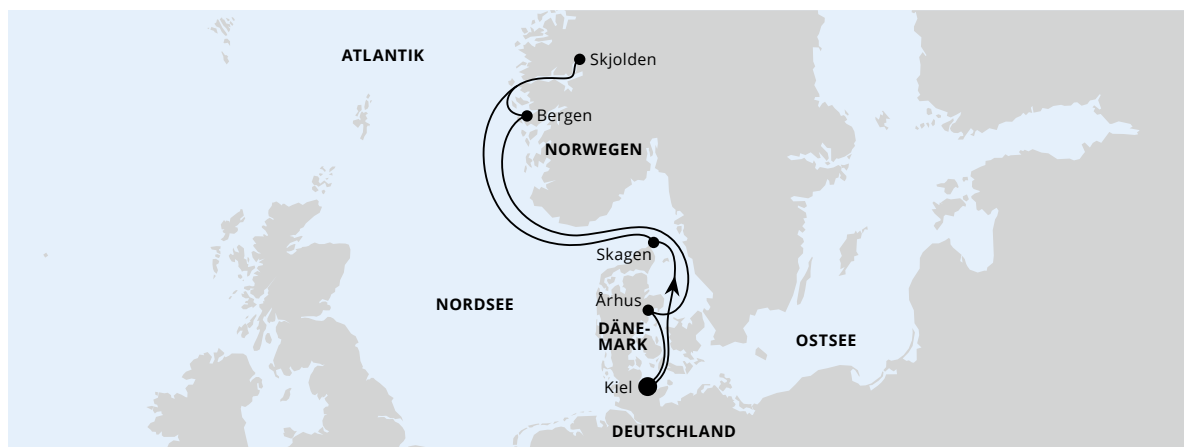 ATLANTIK
Skjolden
Bergen
NORWEGEN
Skagen
NORDSEE
Århus
DÄNE-
MARK
OSTSEE
Kiel
DEUTSCHLAND